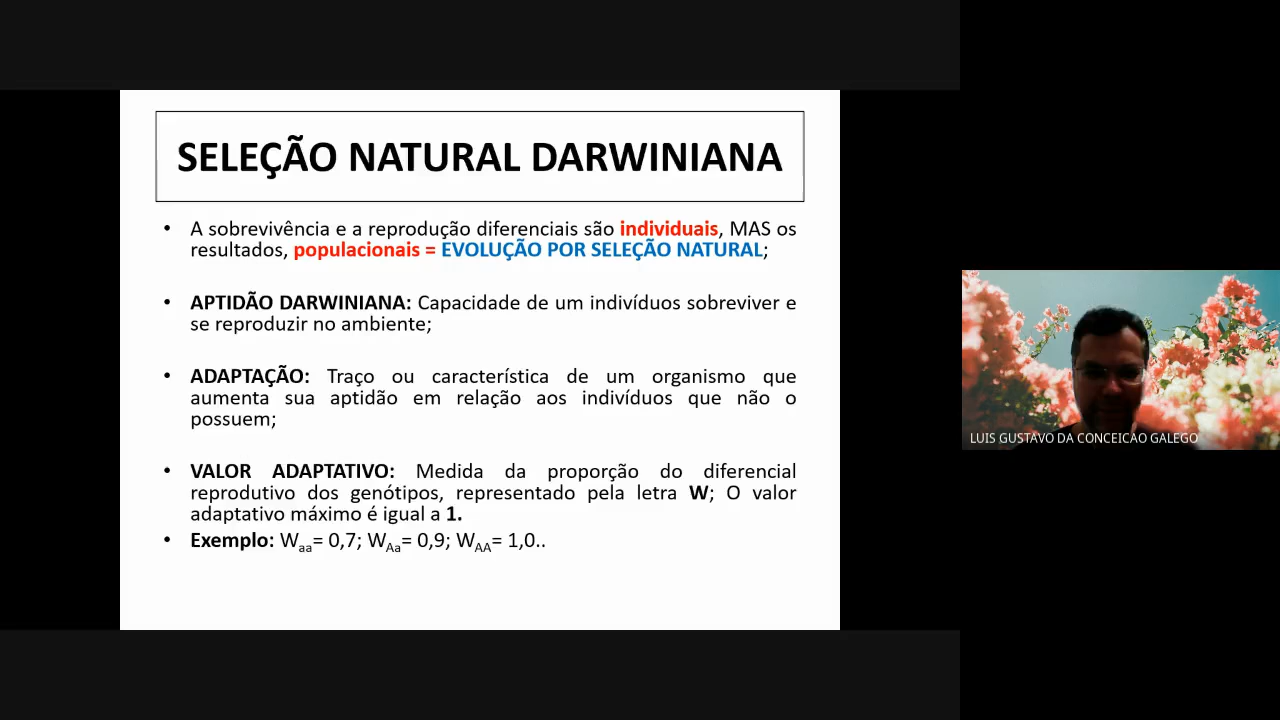 SELEÇÃO NATURAL DARWINIANA
• A sobrevivência e a reprodução diferenciais são individuais, MAS os
resultados, populacionais = EVOLUÇÃO POR SELEÇÃO NATURAL;
• APTIDÃO DARWINIANA: Capacidade de um indivíduos sobreviver e
se reproduzir no ambiente;
• ADAPTAÇÃO: Traço ou característica de um organismo que
aumenta sua aptidão em relação aos indivíduos que não o
possuem;
• VALOR ADAPTATIVO: Medida da proporção do diferencial
reprodutivo dos genótipos, representado pela letra W; O valor
adaptativo máximo é igual a 1.
• Exemplo: Waa= 0,7; WAa= 0,9; WAA= 1,0..
LUIS GUSTAVO DA CONCEICAO GALEGO